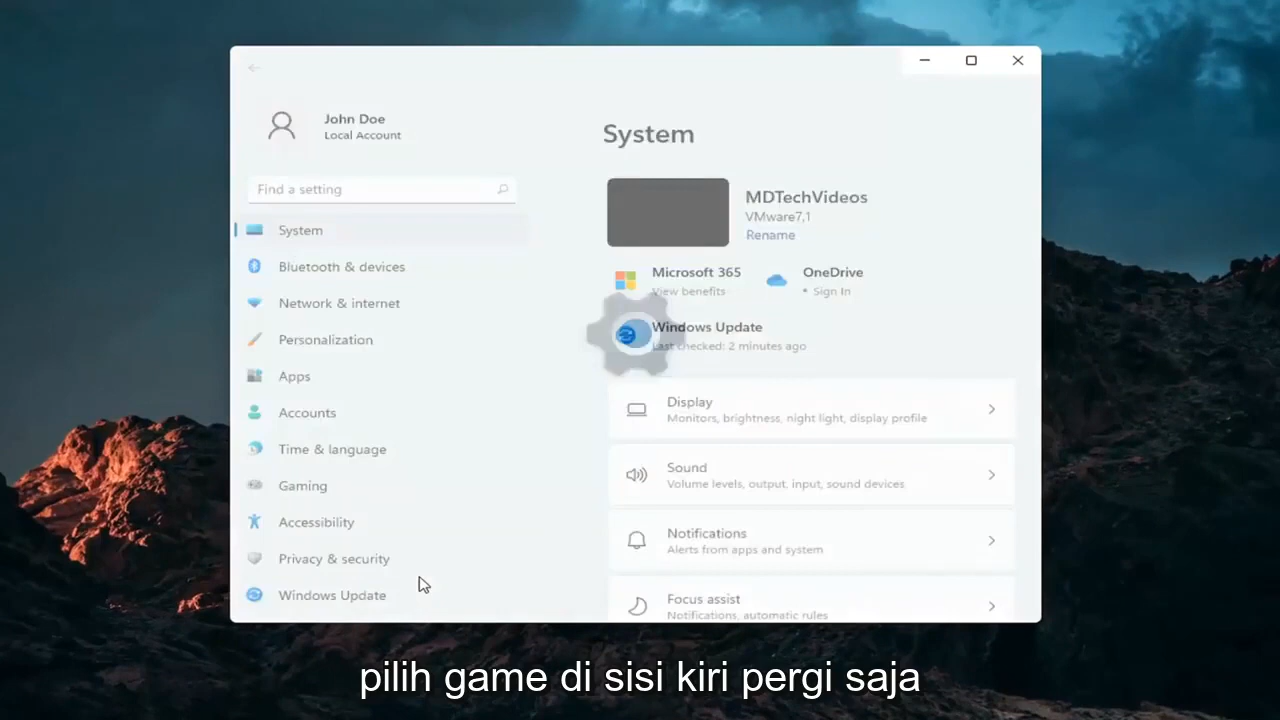 John Doe
Local Account
Find a setting
System
Bluetooth & devices
Network & internet
Personalization
Apps
Accounts
Time & language
Gaming
Accessibility
Privacy & security
Windows Update
System
MDTechVideos
VMware7,1
Rename
Microsoft 365
View benefits
OneDrive
• Sign In
Windows Update
Last checked: 2 minutes ago
Display
Monitors, brightness, night light, display profile
Sound
Volume levels, output, input, sound devices
Notifications
Alerts from apps and system
Focus assist
Notifications, automatic rules
pilih game di sisi kiri pergi saja